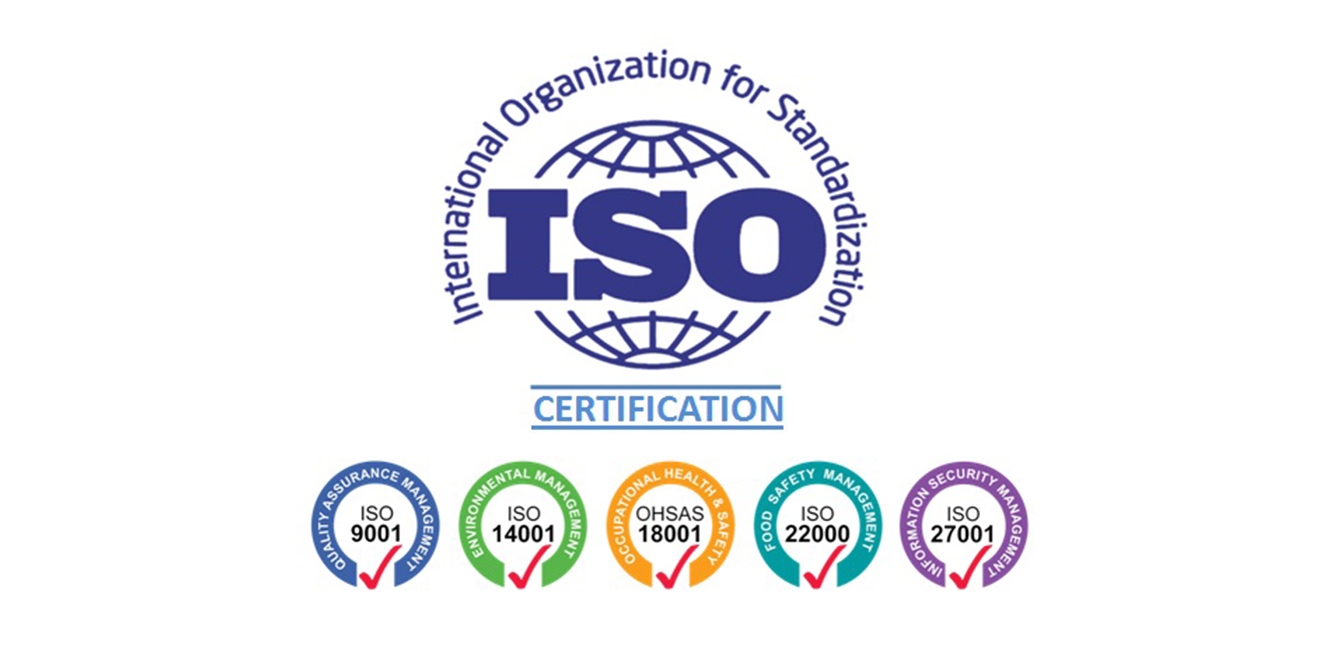 International Organization for Standardization
ISO
CERTIFICATION
QUALITY ASSURANCE MANAGEMENT
ISO
9001
ENVIRONMENTAL MANAGEMENT
ISO
14001
OCCUPATIONAL HEALTH & SAFETY
OHSAS
18001
FOOD SAFETY MANAGEMENT
ISO
22000
INFORMATION SECURITY MANAGEMENT
ISO
27001